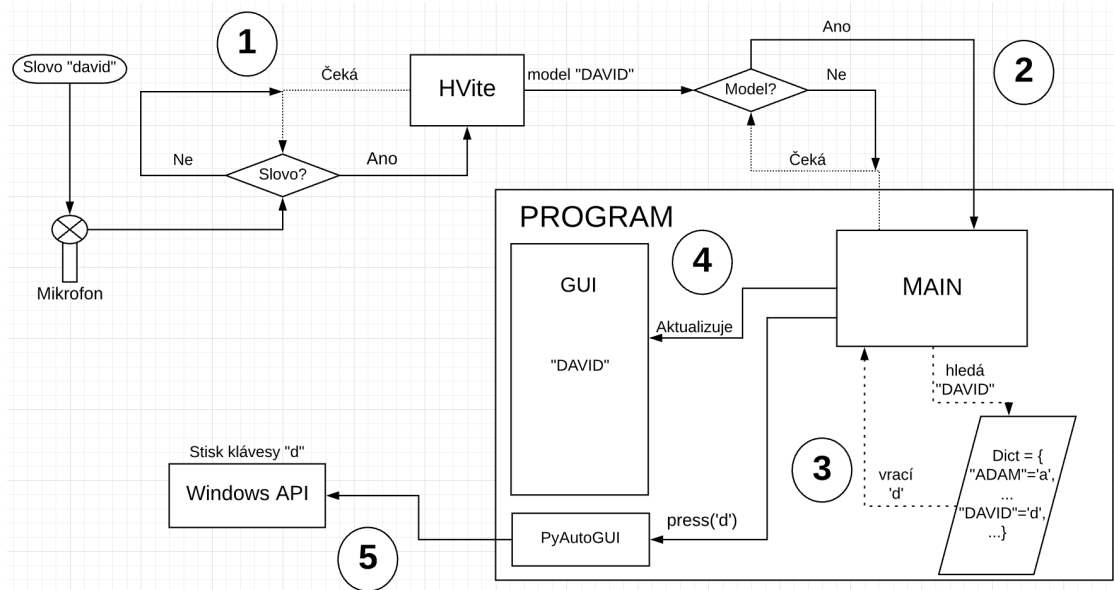 Slovo "david"
1
Čeká
HVite
model "DAVID"
Ano
Model?
Ne
2
Ne
Slovo?
Ano
Čeká
Mikrofon
PROGRAM
4
GUI
MAIN
Aktualizuje
"DAVID"
hledá
"DAVID"
3
vrací
'd'
Dict = {
"ADAM"='a',
...
"DAVID"='d',
...}
Stisk klávesy "d"
Windows API
press('d')
PyAutoGUI
5